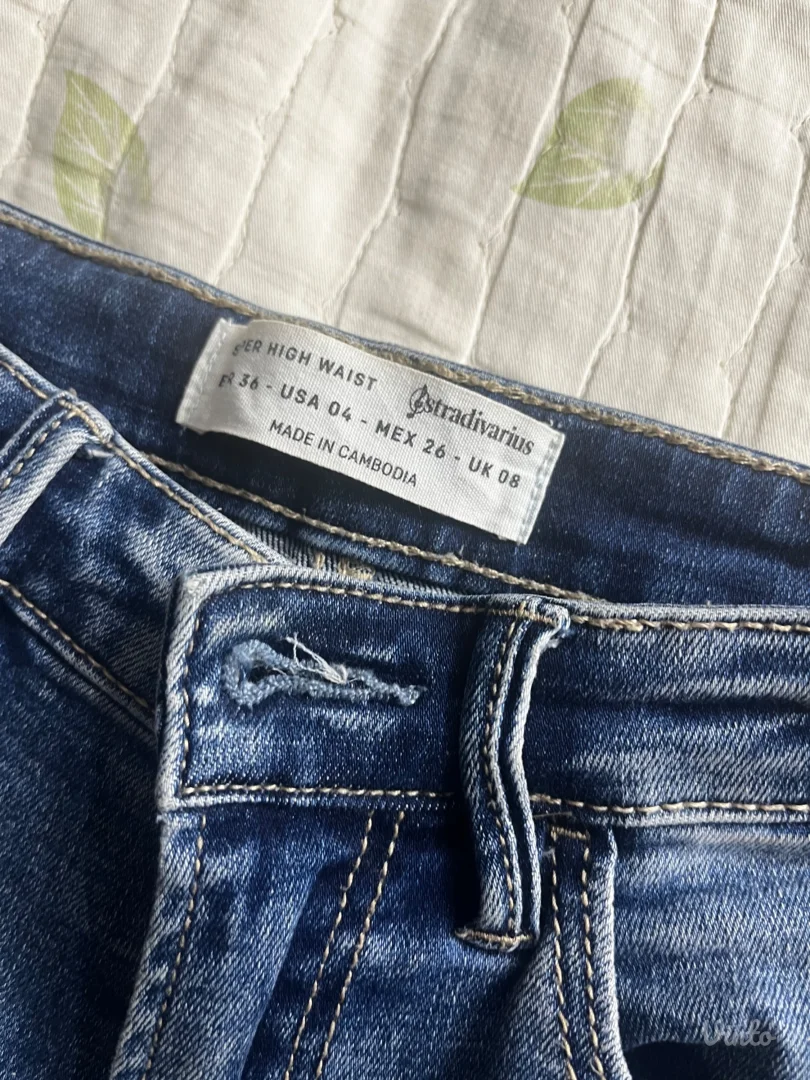 HIGH WAIST
Stradivarius
36 - USA 04 - MEX 26 - UK 08
MADE IN CAMBODIA